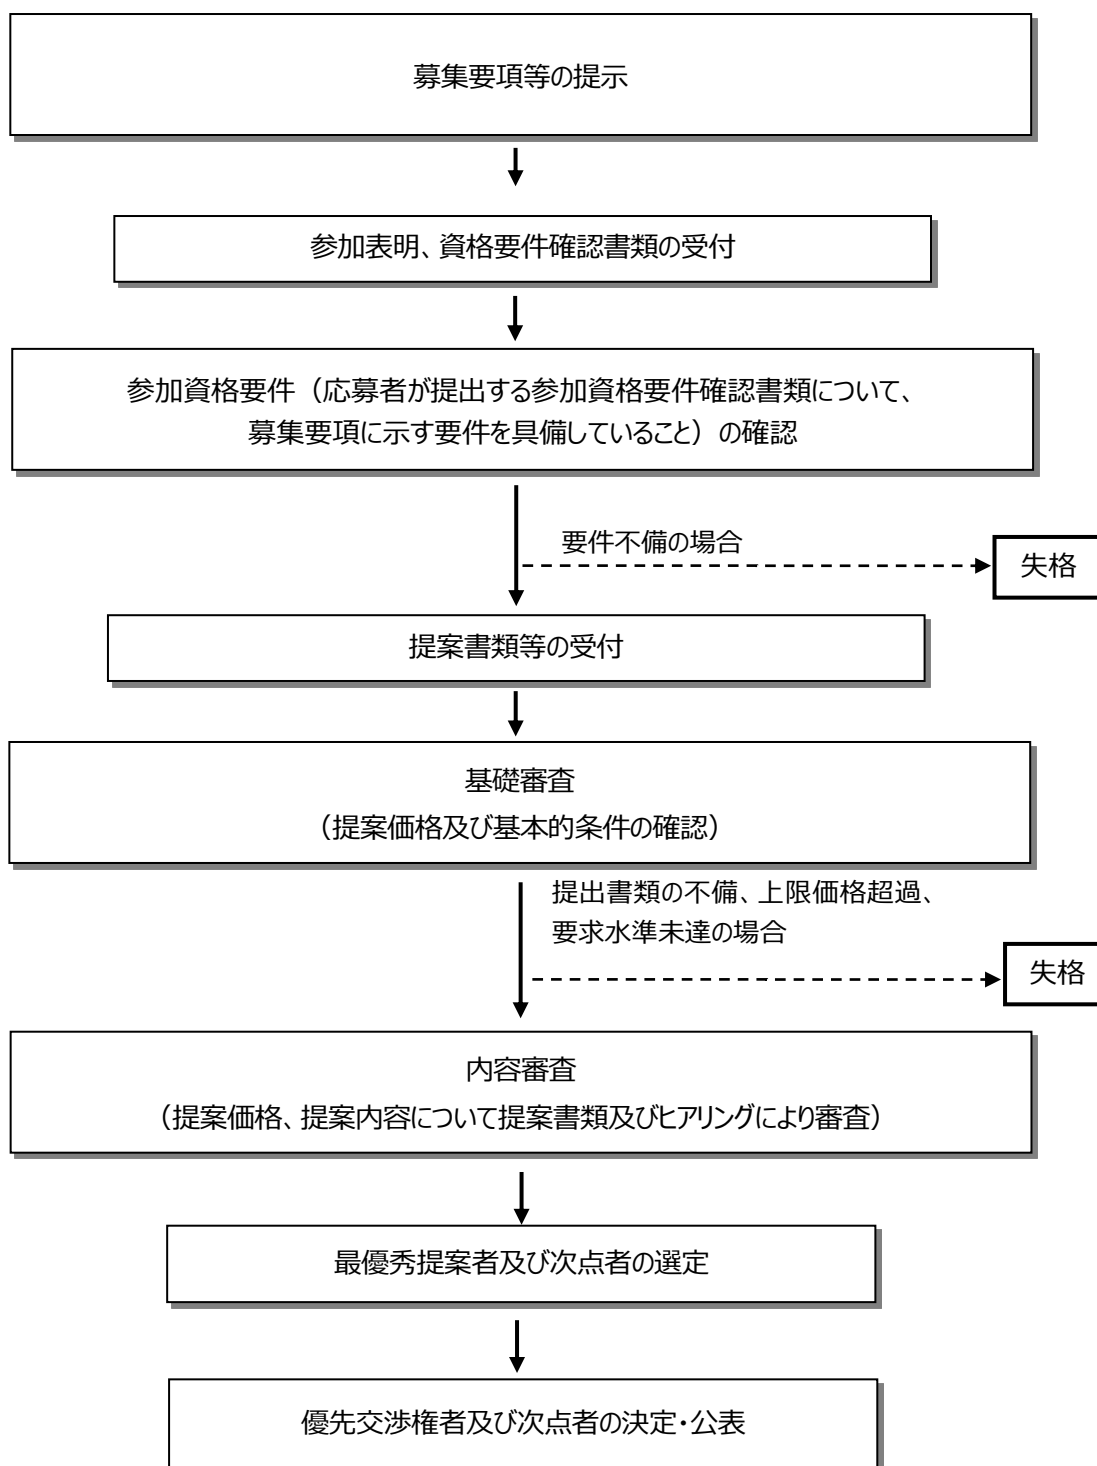 募集要項等の提示
参加表明、資格要件確認書類の受付
参加資格要件（応募者が提出する参加資格要件確認書類について、
募集要項に示す要件を具備していること）の確認
要件不備の場合
失格
提案書類等の受付
基礎審査
（提案価格及び基本的条件の確認）
提出書類の不備、上限価格超過、
要求水準未達の場合
失格
内容審査
（提案価格、提案内容について提案書類及びヒアリングにより審査）
最優秀提案者及び次点者の選定
優先交渉権者及び次点者の決定・公表